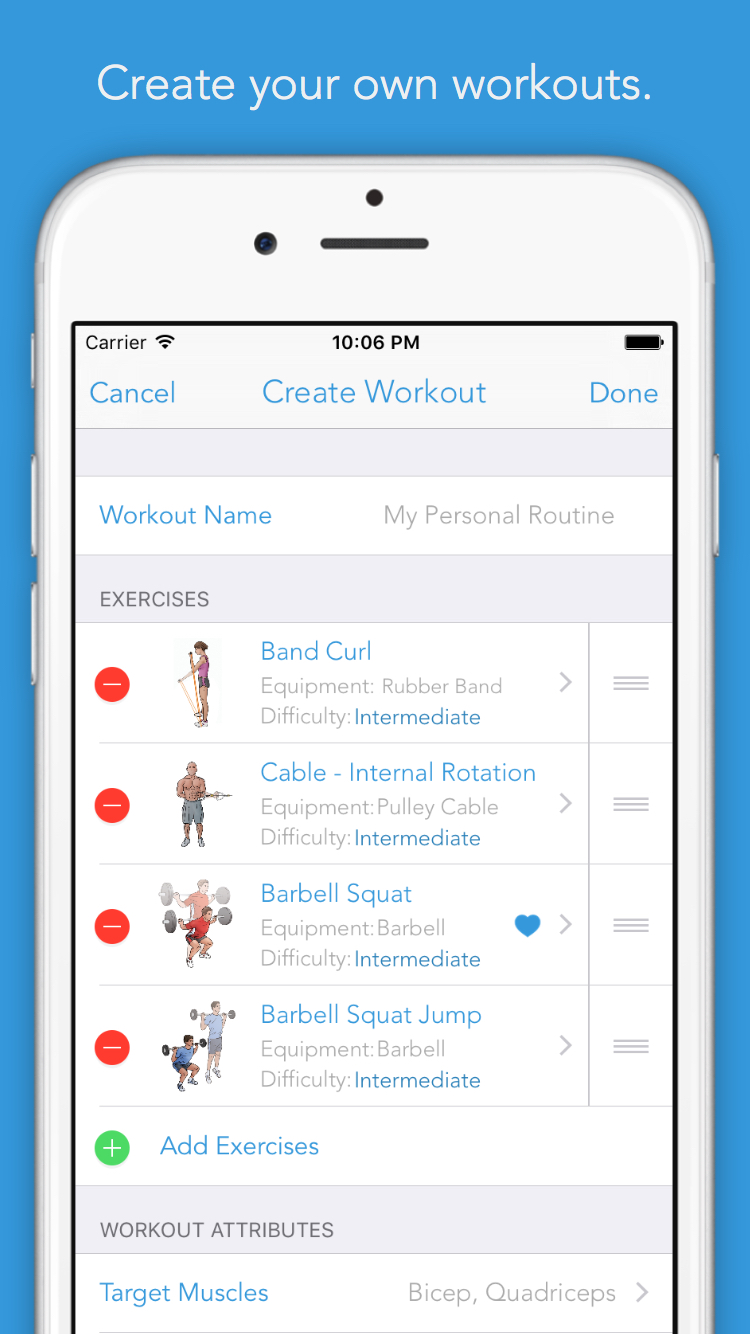 Create your own workouts.
Carrier 10:06 PM
Cancel Create Workout Done
Workout Name My Personal Routine
EXERCISES
Band Curl
Equipment: Rubber Band
Difficulty: Intermediate
Cable - Internal Rotation
Equipment: Pulley Cable
Difficulty: Intermediate
Barbell Squat
Equipment: Barbell
Difficulty: Intermediate
Barbell Squat Jump
Equipment: Barbell
Difficulty: Intermediate
Add Exercises
WORKOUT ATTRIBUTES
Target Muscles Bicep, Quadriceps